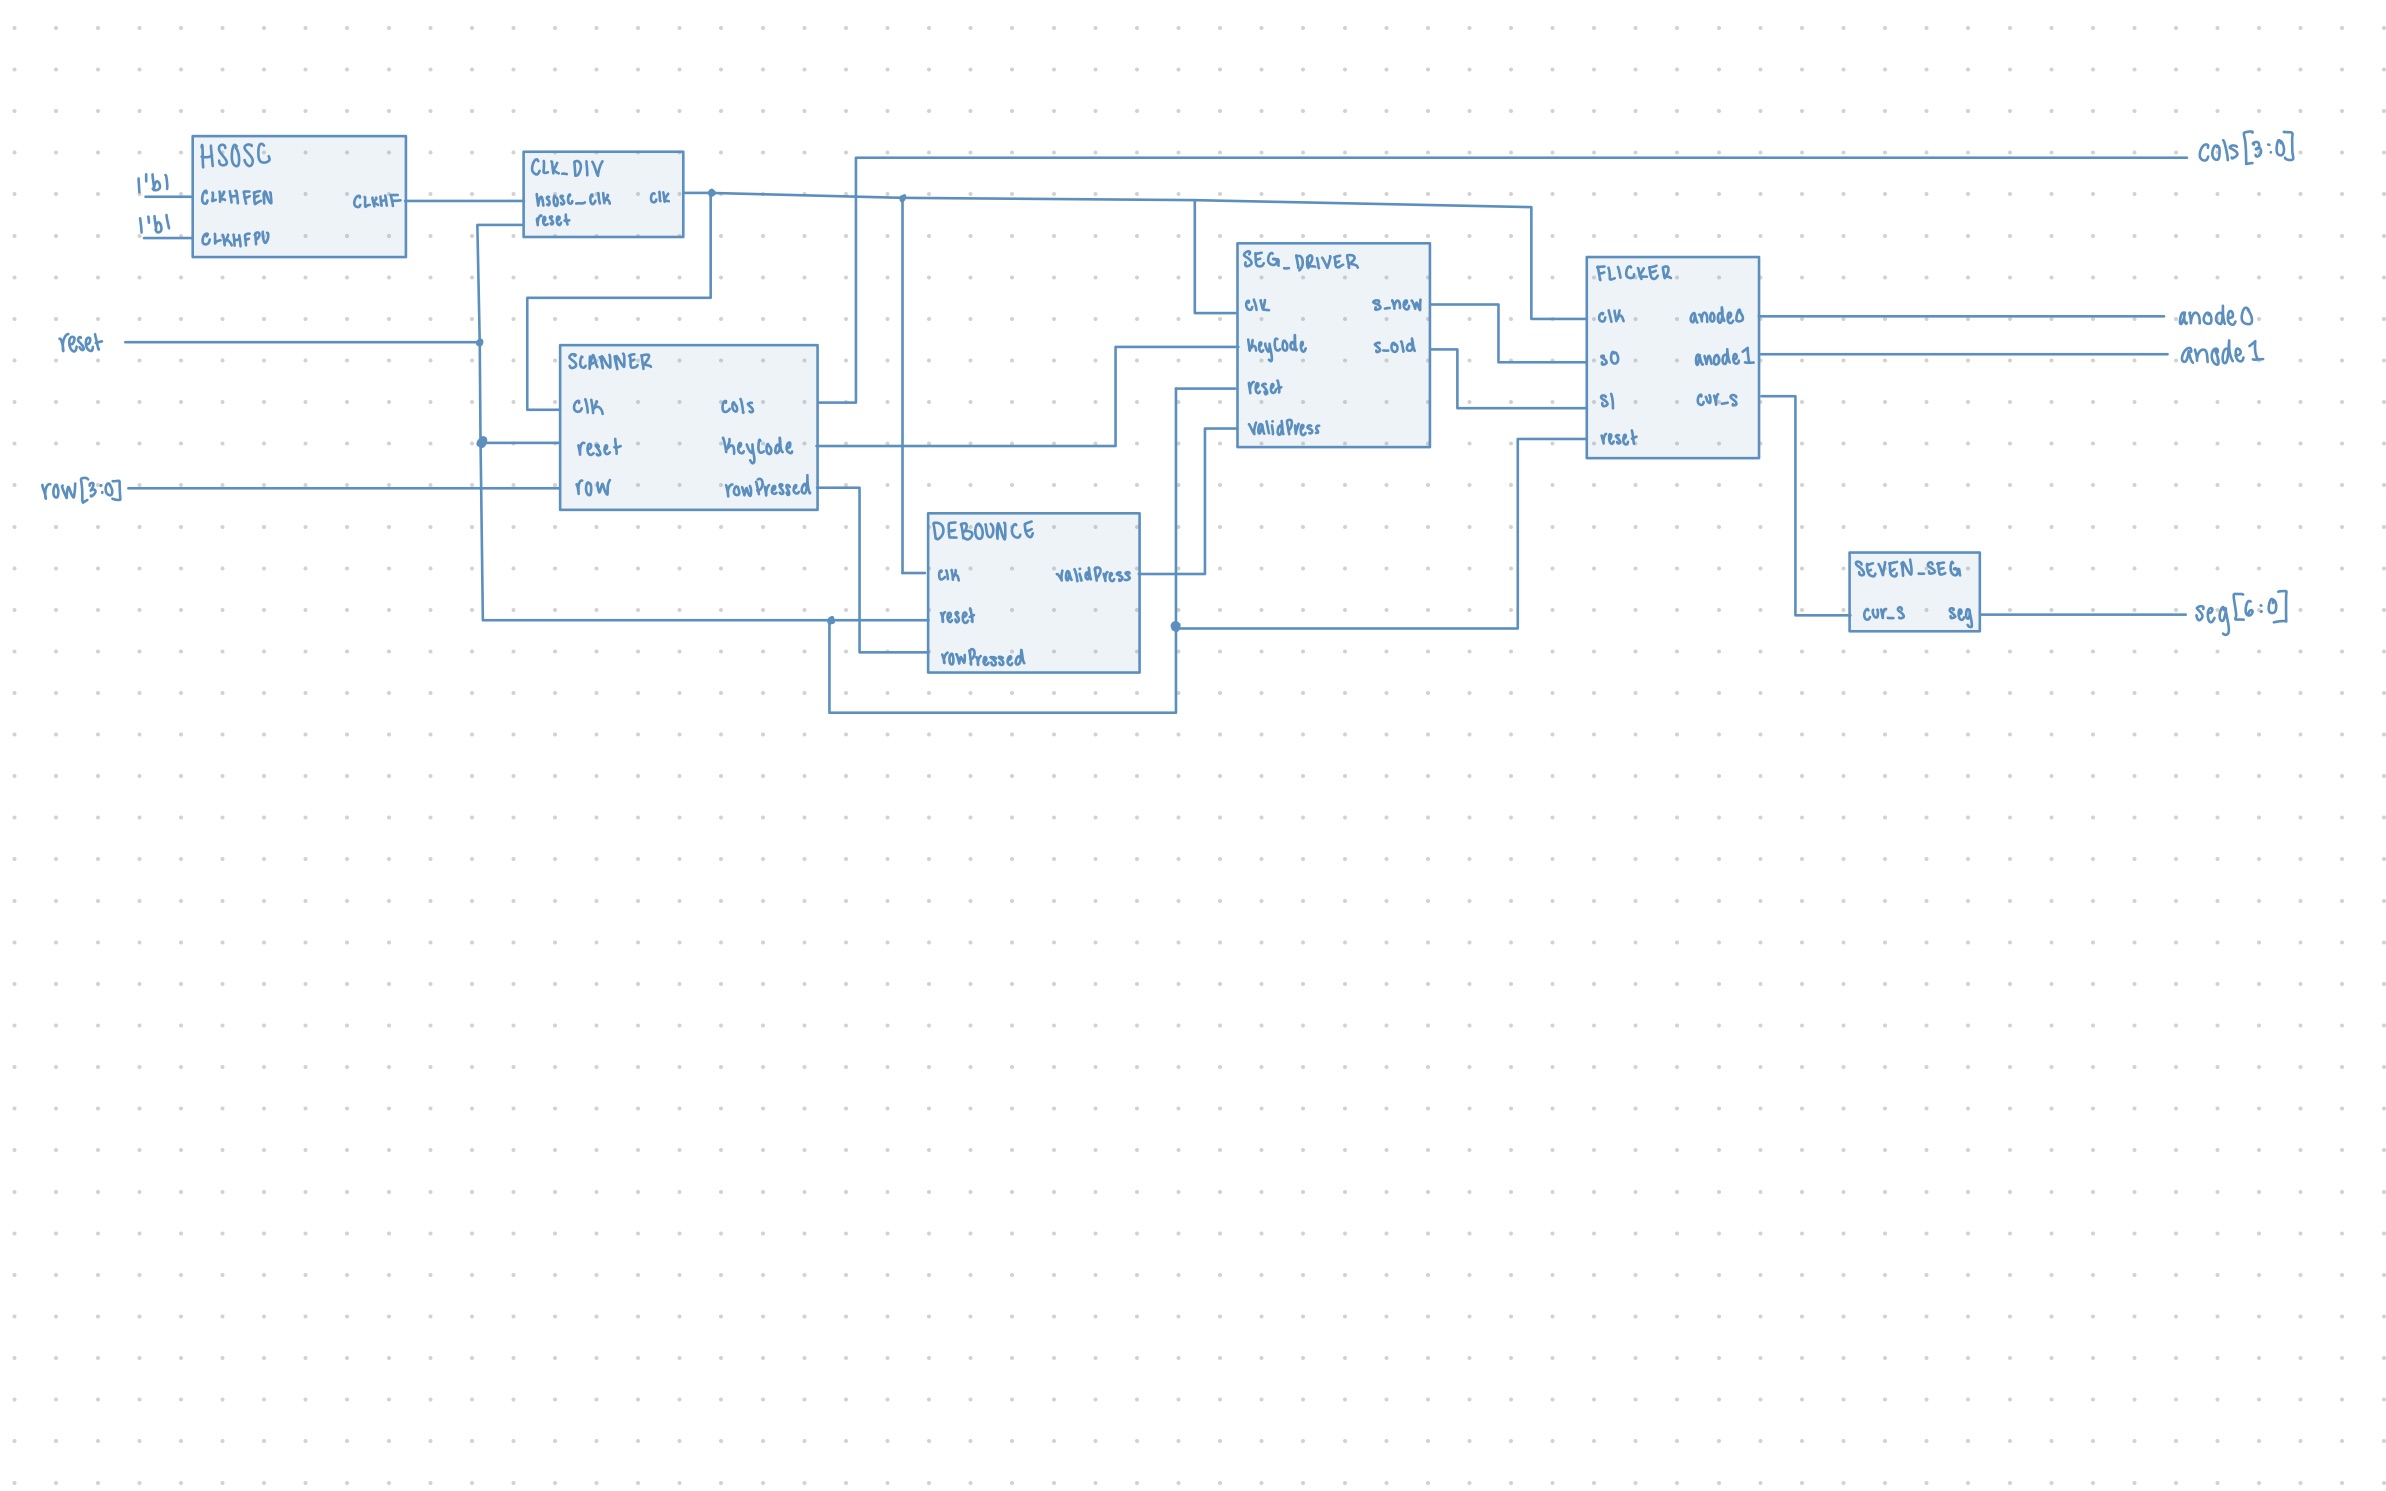 HSOSC
1'b1
CLKHFEN
CLKHF
1'b1
CLKHFPU
CLK_DIV
hsosc_clk
clk
reset
cols[3:0]
reset
row[3:0]
SCANNER
clk
cols
reset
KeyCode
row
rowPressed
DEBOUNCE
clk
validPress
reset
rowPressed
SEG_DRIVER
clk
s_new
KeyCode
s_old
reset
validPress
FLICKER
clk
anode0
s0
anode1
s1
cur_s
reset
anode0
anode1
SEVEN_SEG
cur_s
seg
seg[6:0]